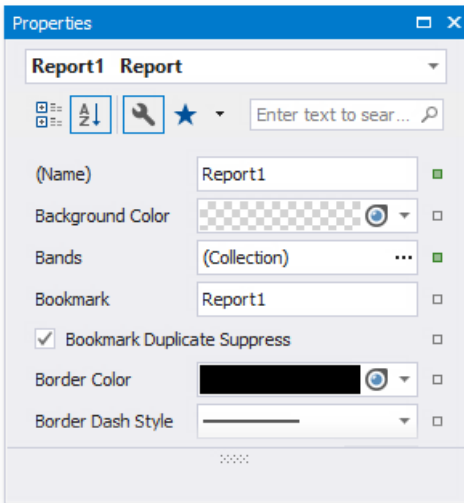 Properties
Report1 Report
A
Z
Enter text to sear...
(Name) Report1
Background Color
Bands (Collection) ...
Bookmark Report1
Bookmark Duplicate Suppress
Border Color
Border Dash Style